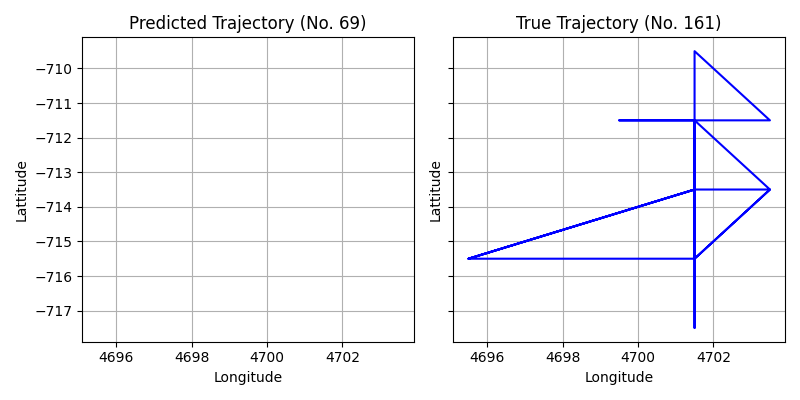 Predicted Trajectory (No. 69)
True Trajectory (No. 161)
−710
−711
−712
−713
−714
−715
−716
−717
Lattitude
Lattitude
4696 4698 4700 4702
4696 4698 4700 4702
Longitude
Longitude